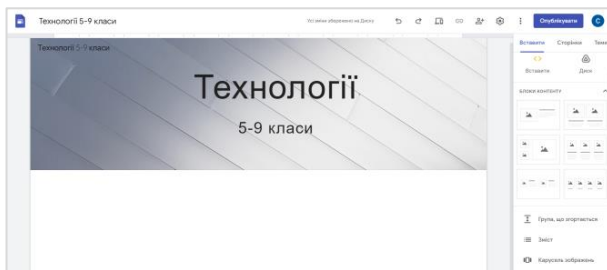 Технології 5-9 класи
Усі зміни збережено на Диску
Опублікувати
С
Вставити Сторінки Теми
Вставити Диск
БЛОКИ КОНТЕНТУ
Технології 5-9 класи
Технології
5-9 класи
Група, що згортається
Зміст
Карусель зображень